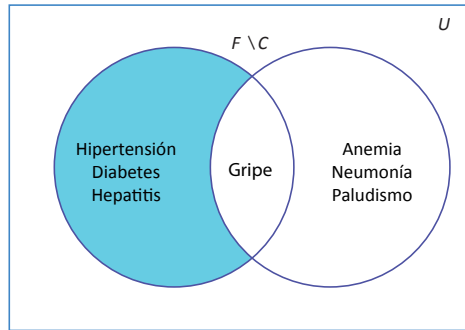 F \ C
U
Hipertensión
Diabetes
Hepatitis
Gripe
Anemia
Neumonía
Paludismo